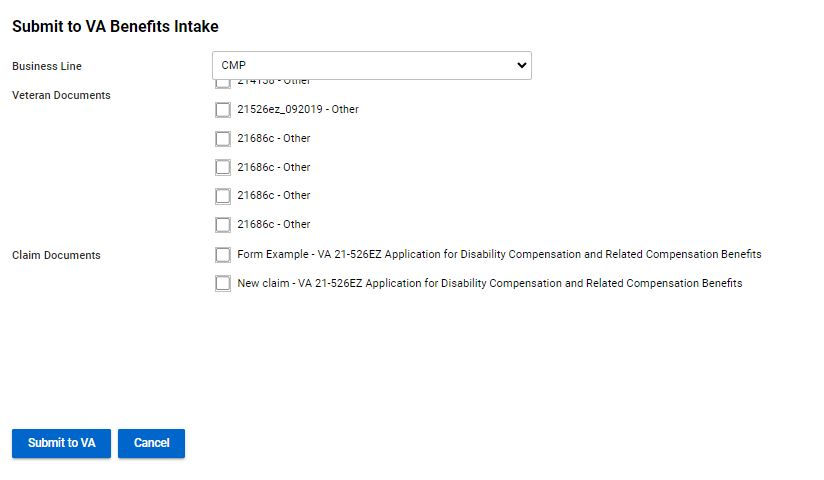 Submit to VA Benefits Intake
Business Line
CMP
Veteran Documents
214138 - Other
21526ez_092019 - Other
21686c - Other
21686c - Other
21686c - Other
21686c - Other
Claim Documents
Form Example - VA 21-526EZ Application for Disability Compensation and Related Compensation Benefits
New claim - VA 21-526EZ Application for Disability Compensation and Related Compensation Benefits
Submit to VA
Cancel